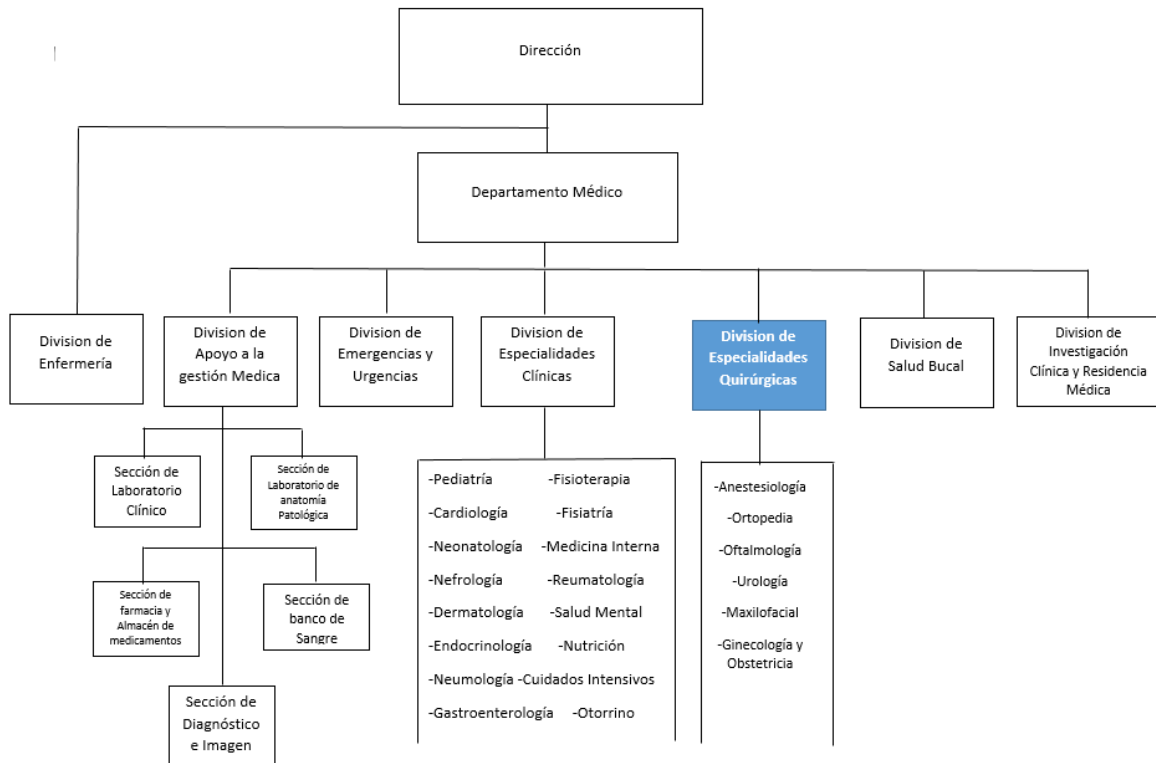 Dirección
Departamento Médico
Division de
Enfermería
Division de
Apoyo a la
gestión Medica
Division de
Emergencias y
Urgencias
Division de
Especialidades
Clínicas
Division de
Especialidades
Quirúrgicas
Division de
Salud Bucal
Division de
Investigación
Clínica y Residencia
Médica
Sección de
Laboratorio
Clínico
Sección de
Laboratorio de
anatomía
Patológica
Sección de
farmacia y
Almacén de
medicamentos
Sección de
banco de
Sangre
Sección de
Diagnóstico
e Imagen
-Pediatría -Fisioterapia
-Cardiología -Fisiatría
-Neonatología -Medicina Interna
-Nefrología -Reumatología
-Dermatología -Salud Mental
-Endocrinología -Nutrición
-Neumología -Cuidados Intensivos
-Gastroenterología -Otorrino
-Anestesiología
-Ortopedia
-Oftalmología
-Urología
-Maxilofacial
-Ginecología y
Obstetricia